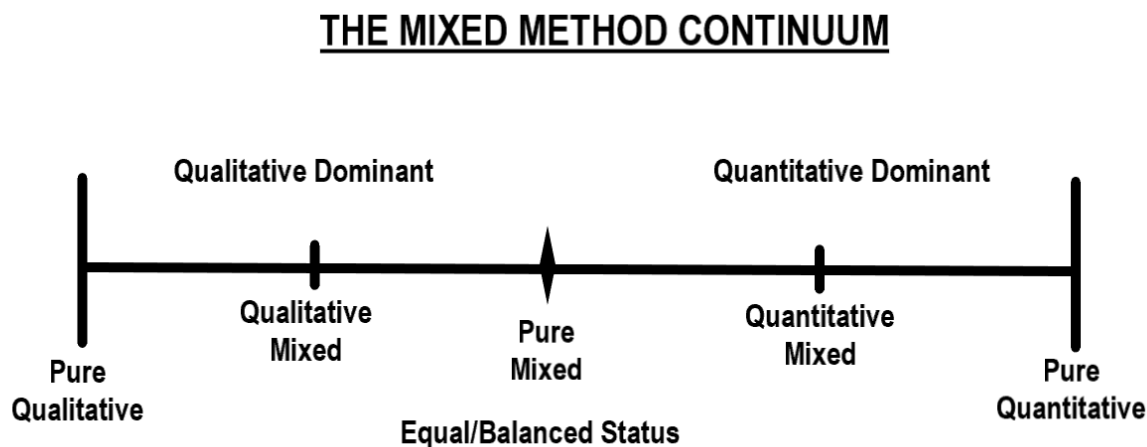 THE MIXED METHOD CONTINUUM
Qualitative Dominant
Quantitative Dominant
Qualitative
Mixed
Pure
Mixed
Quantitative
Mixed
Pure
Qualitative
Pure
Quantitative
Equal/Balanced Status